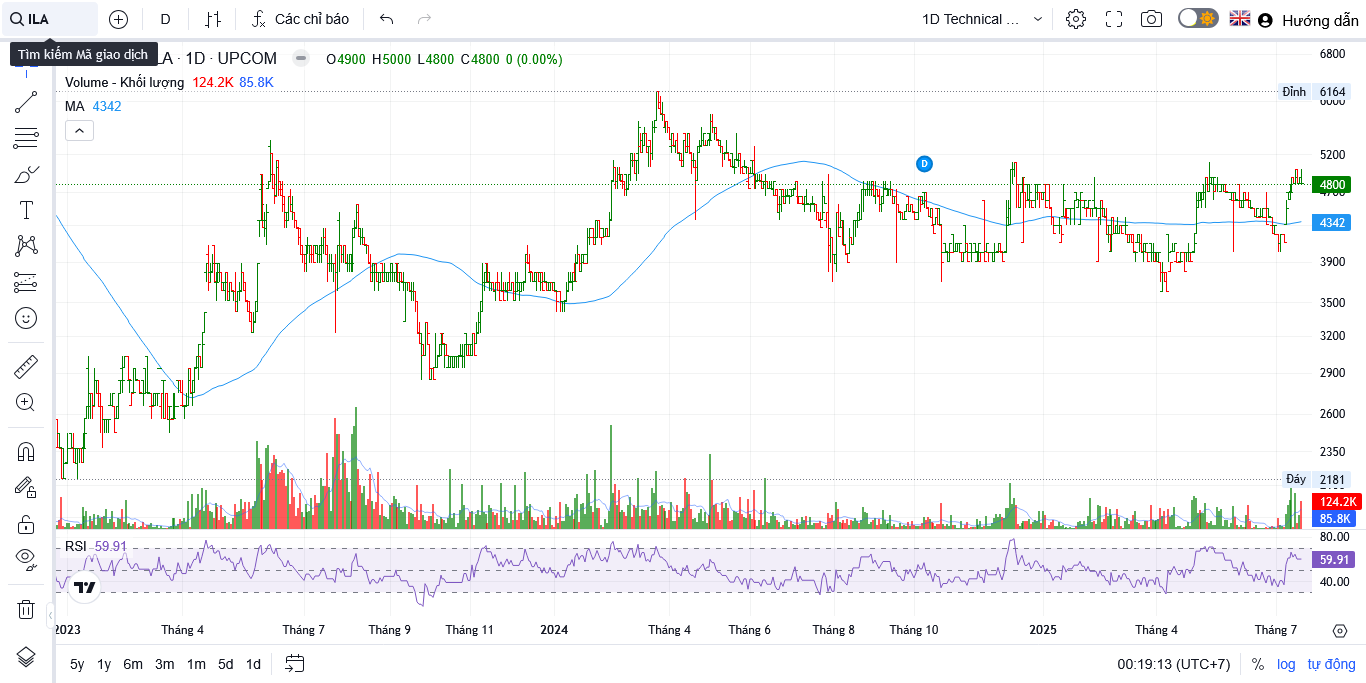 ILA
D
Các chỉ báo
1D Technical ...
Hướng dẫn
Tìm kiếm Mã giao dịch
LA · 1D · UPCOM
O4900 H5000 L4800 C4800 0 (0.00%)
Volume - Khối lượng 124.2K 85.8K
MA 4342
6800
Đỉnh 6164
6000
D
5200
4800
4700
4342
3900
3500
3200
2900
2600
2350
Đáy 2181
124.2K
85.8K
80.00
RSI 59.91
59.91
40.00
2023 Tháng 4 Tháng 7 Tháng 9 Tháng 11 2024 Tháng 4 Tháng 6 Tháng 8 Tháng 10 2025 Tháng 4 Tháng 7
5y 1y 6m 3m 1m 5d 1d
00:19:13 (UTC+7) % log tự động